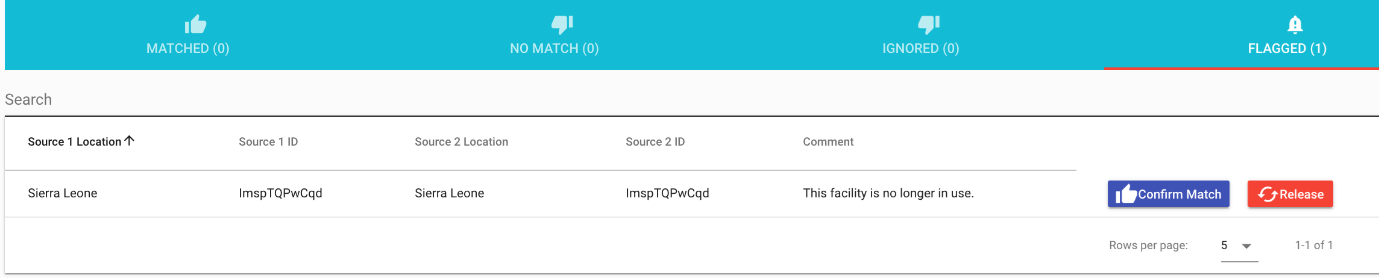 MATCHED (0) NO MATCH (0) IGNORED (0) FLAGGED (1)
Search
Source 1 Location Source 1 ID Source 2 Location Source 2 ID Comment
Sierra Leone ImspTQPwCqd Sierra Leone ImspTQPwCqd This facility is no longer in use. Confirm Match Release
Rows per page: 5 1-1 of 1